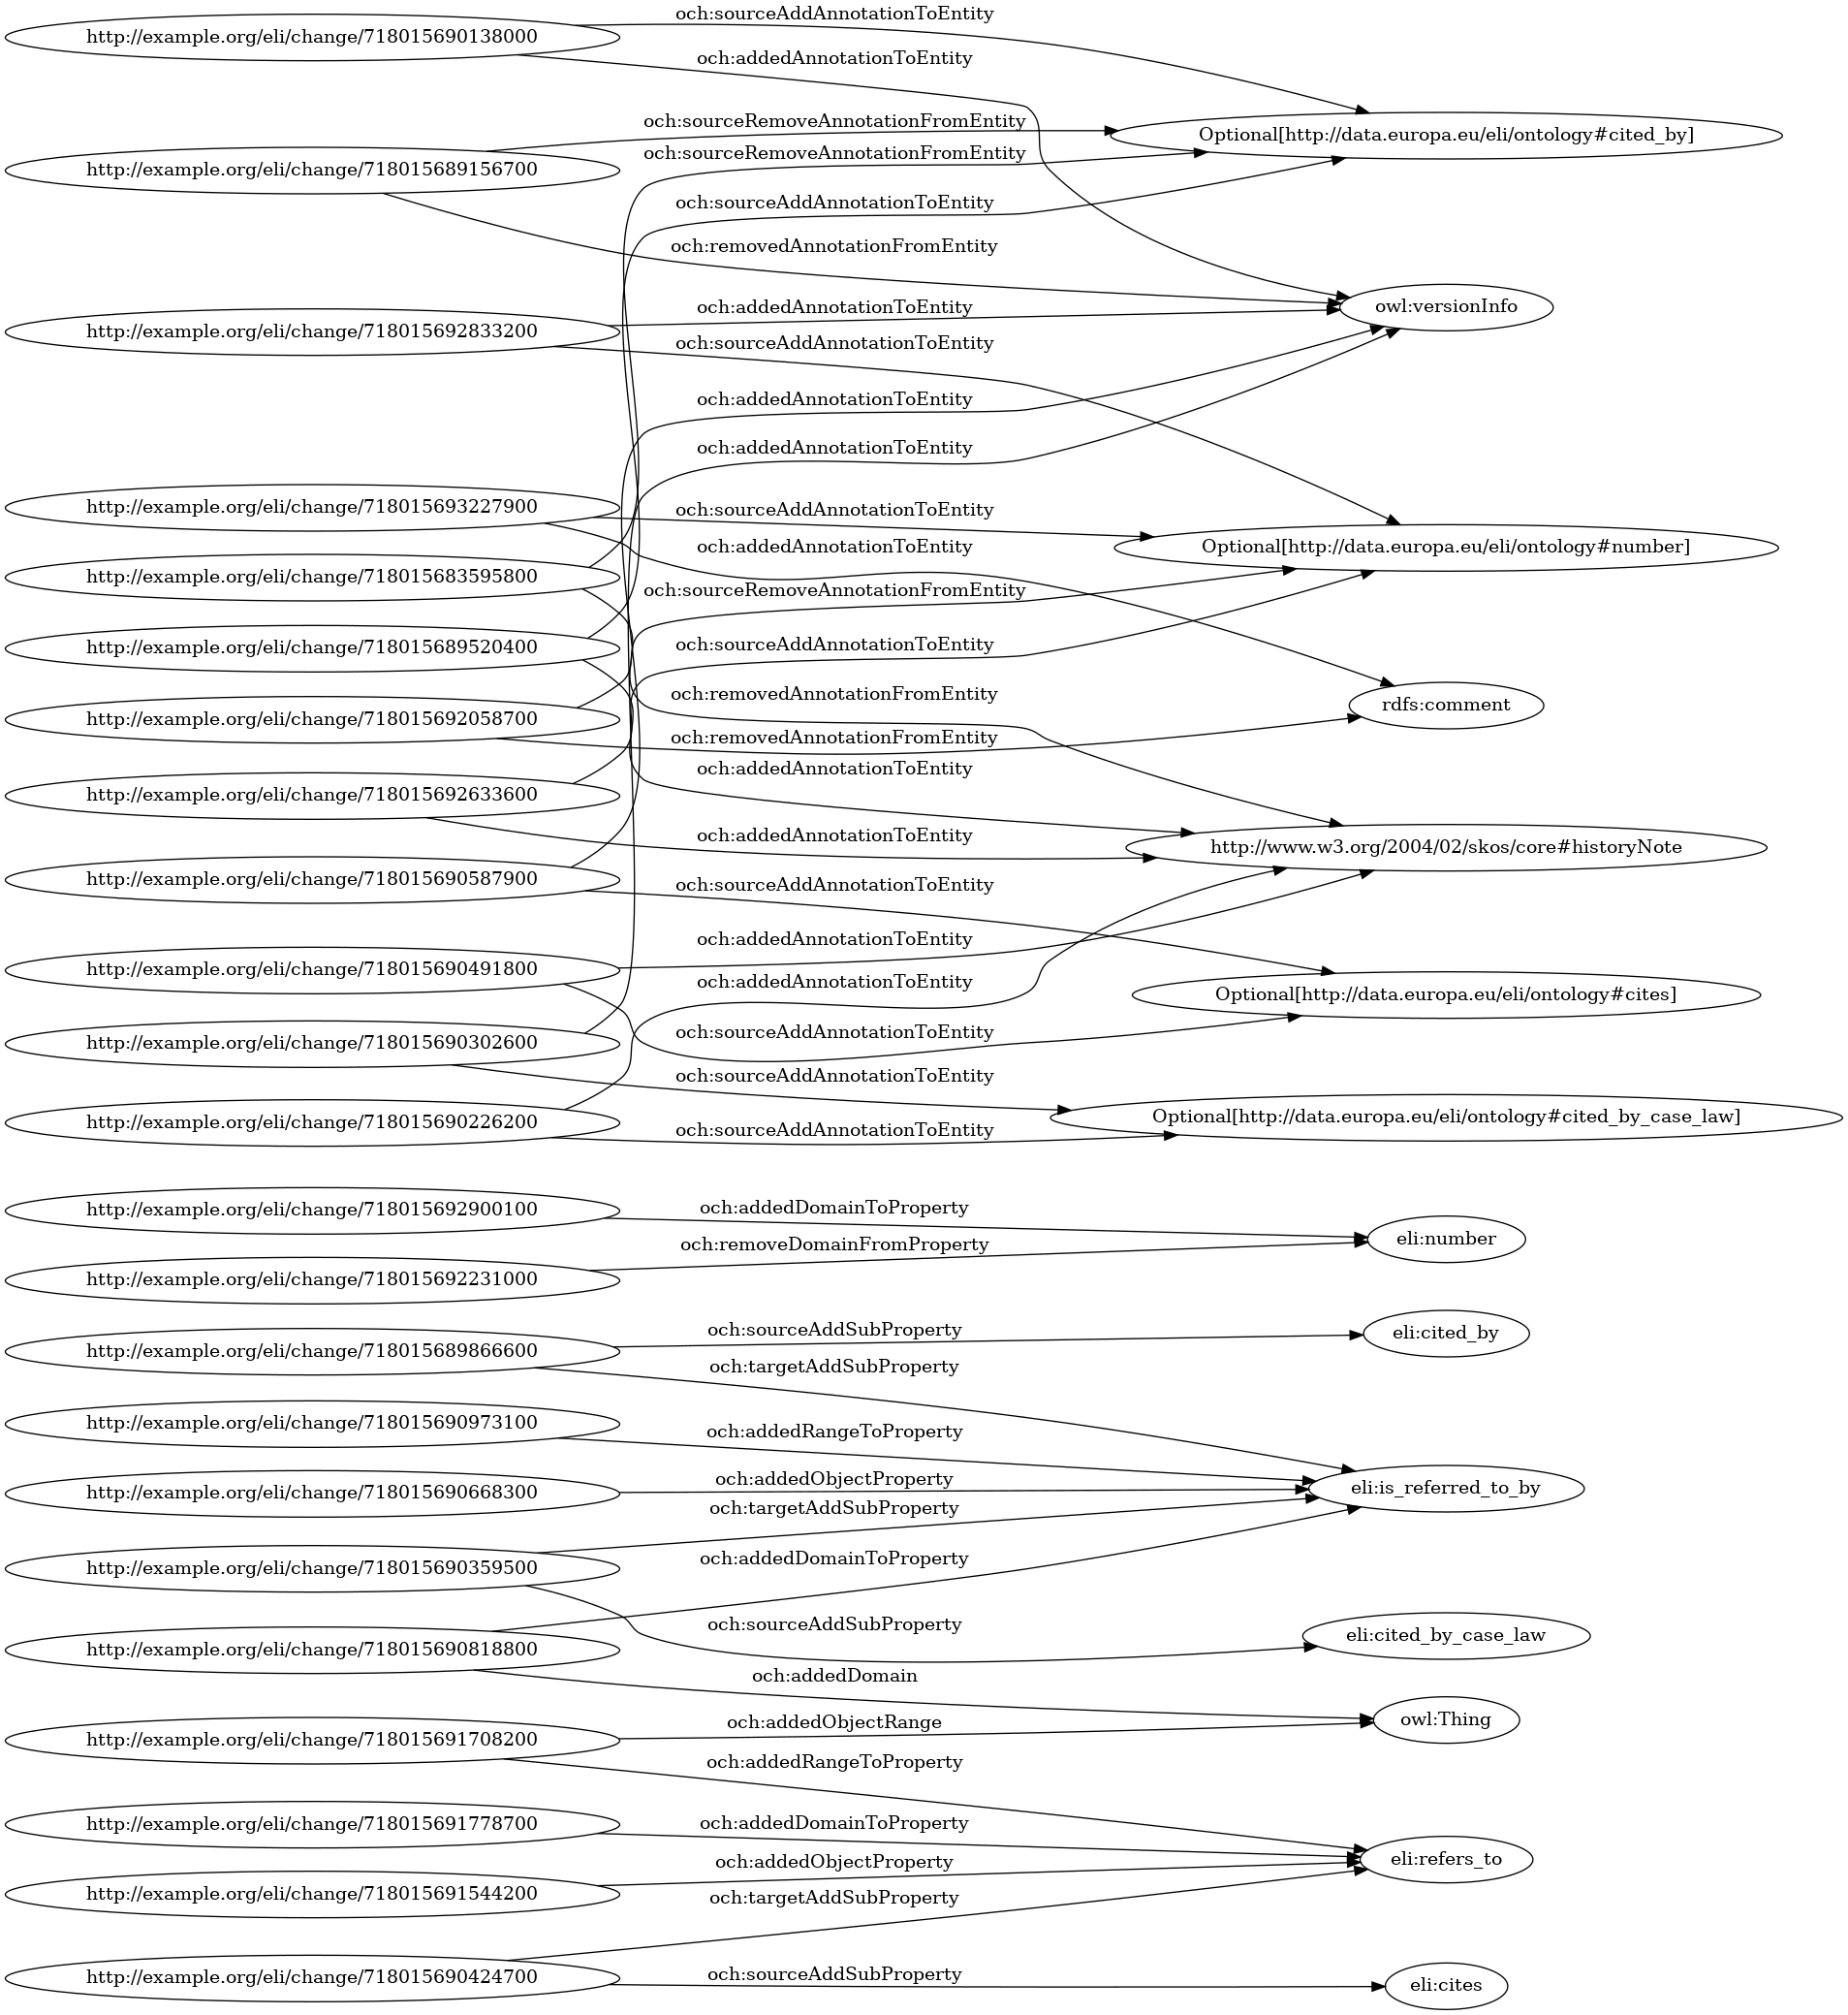 och:sourceAddAnnotationToEntity
http://example.org/eli/change/718015690138000
och:addedAnnotationToEntity
och:sourceRemoveAnnotationFromEntity
Optional[http://data.europa.eu/eli/ontology#cited_by]
och:sourceRemoveAnnotationFromEntity
http://example.org/eli/change/718015689156700
och:sourceAddAnnotationToEntity
och:removedAnnotationFromEntity
och:addedAnnotationToEntity
owl:versionInfo
http://example.org/eli/change/718015692833200
och:sourceAddAnnotationToEntity
och:addedAnnotationToEntity
och:addedAnnotationToEntity
http://example.org/eli/change/718015693227900
och:sourceAddAnnotationToEntity
och:addedAnnotationToEntity
Optional[http://data.europa.eu/eli/ontology#number]
http://example.org/eli/change/718015683595800
och:sourceRemoveAnnotationFromEntity
http://example.org/eli/change/718015689520400
och:sourceAddAnnotationToEntity
och:removedAnnotationFromEntity
rdfs:comment
http://example.org/eli/change/718015692058700
och:removedAnnotationFromEntity
och:addedAnnotationToEntity
http://example.org/eli/change/718015692633600
och:addedAnnotationToEntity
http://www.w3.org/2004/02/skos/core#historyNote
http://example.org/eli/change/718015690587900
och:sourceAddAnnotationToEntity
och:addedAnnotationToEntity
http://example.org/eli/change/718015690491800
och:addedAnnotationToEntity
Optional[http://data.europa.eu/eli/ontology#cites]
och:sourceAddAnnotationToEntity
http://example.org/eli/change/718015690302600
och:sourceAddAnnotationToEntity
Optional[http://data.europa.eu/eli/ontology#cited_by_case_law]
http://example.org/eli/change/718015690226200
och:sourceAddAnnotationToEntity
http://example.org/eli/change/718015692900100
och:addedDomainToProperty
eli:number
och:removeDomainFromProperty
http://example.org/eli/change/718015692231000
och:sourceAddSubProperty
eli:cited_by
http://example.org/eli/change/718015689866600
och:targetAddSubProperty
http://example.org/eli/change/718015690973100
och:addedRangeToProperty
och:addedObjectProperty
eli:is_referred_to_by
http://example.org/eli/change/718015690668300
och:targetAddSubProperty
och:addedDomainToProperty
http://example.org/eli/change/718015690359500
och:sourceAddSubProperty
eli:cited_by_case_law
http://example.org/eli/change/718015690818800
och:addedDomain
owl:Thing
och:addedObjectRange
http://example.org/eli/change/718015691708200
och:addedRangeToProperty
http://example.org/eli/change/718015691778700
och:addedDomainToProperty
och:addedObjectProperty
eli:refers_to
http://example.org/eli/change/718015691544200
och:targetAddSubProperty
http://example.org/eli/change/718015690424700
och:sourceAddSubProperty
eli:cites